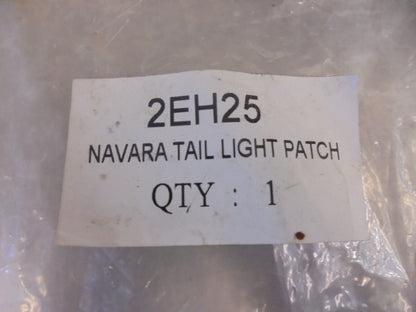 2EH25
NAVARA TAIL LIGHT PATCH
QTY : 1